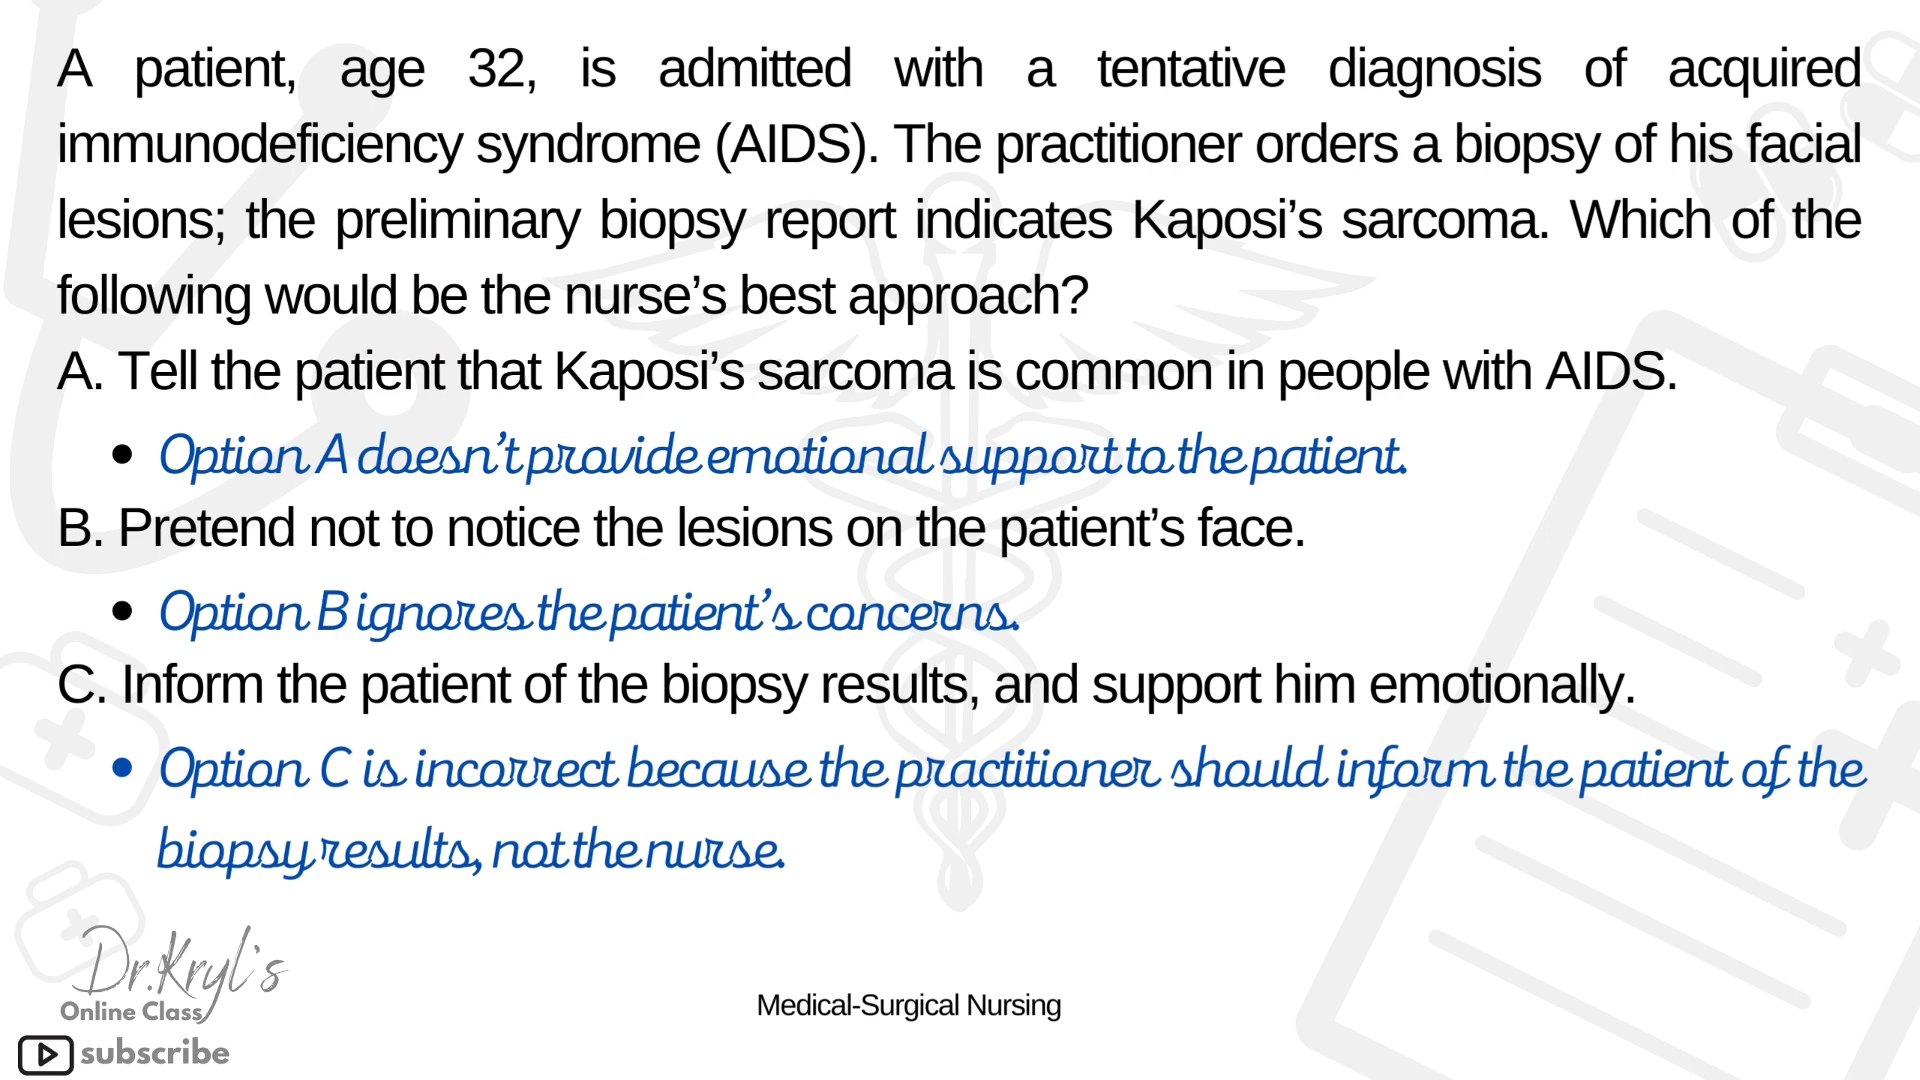 A patient, age 32, is admitted with a tentative diagnosis of acquired
immunodeficiency syndrome (AIDS). The practitioner orders a biopsy of his facial
lesions; the preliminary biopsy report indicates Kaposi’s sarcoma. Which of the
following would be the nurse’s best approach?
A. Tell the patient that Kaposi’s sarcoma is common in people with AIDS.
• Option A doesn’t provide emotional support to the patient.
B. Pretend not to notice the lesions on the patient’s face.
• Option B ignores the patient’s concerns.
C. Inform the patient of the biopsy results, and support him emotionally.
• Option C is incorrect because the practitioner should inform the patient of the
biopsy results, not the nurse.
Dr.Kryl's
Online Class
subscribe
Medical-Surgical Nursing